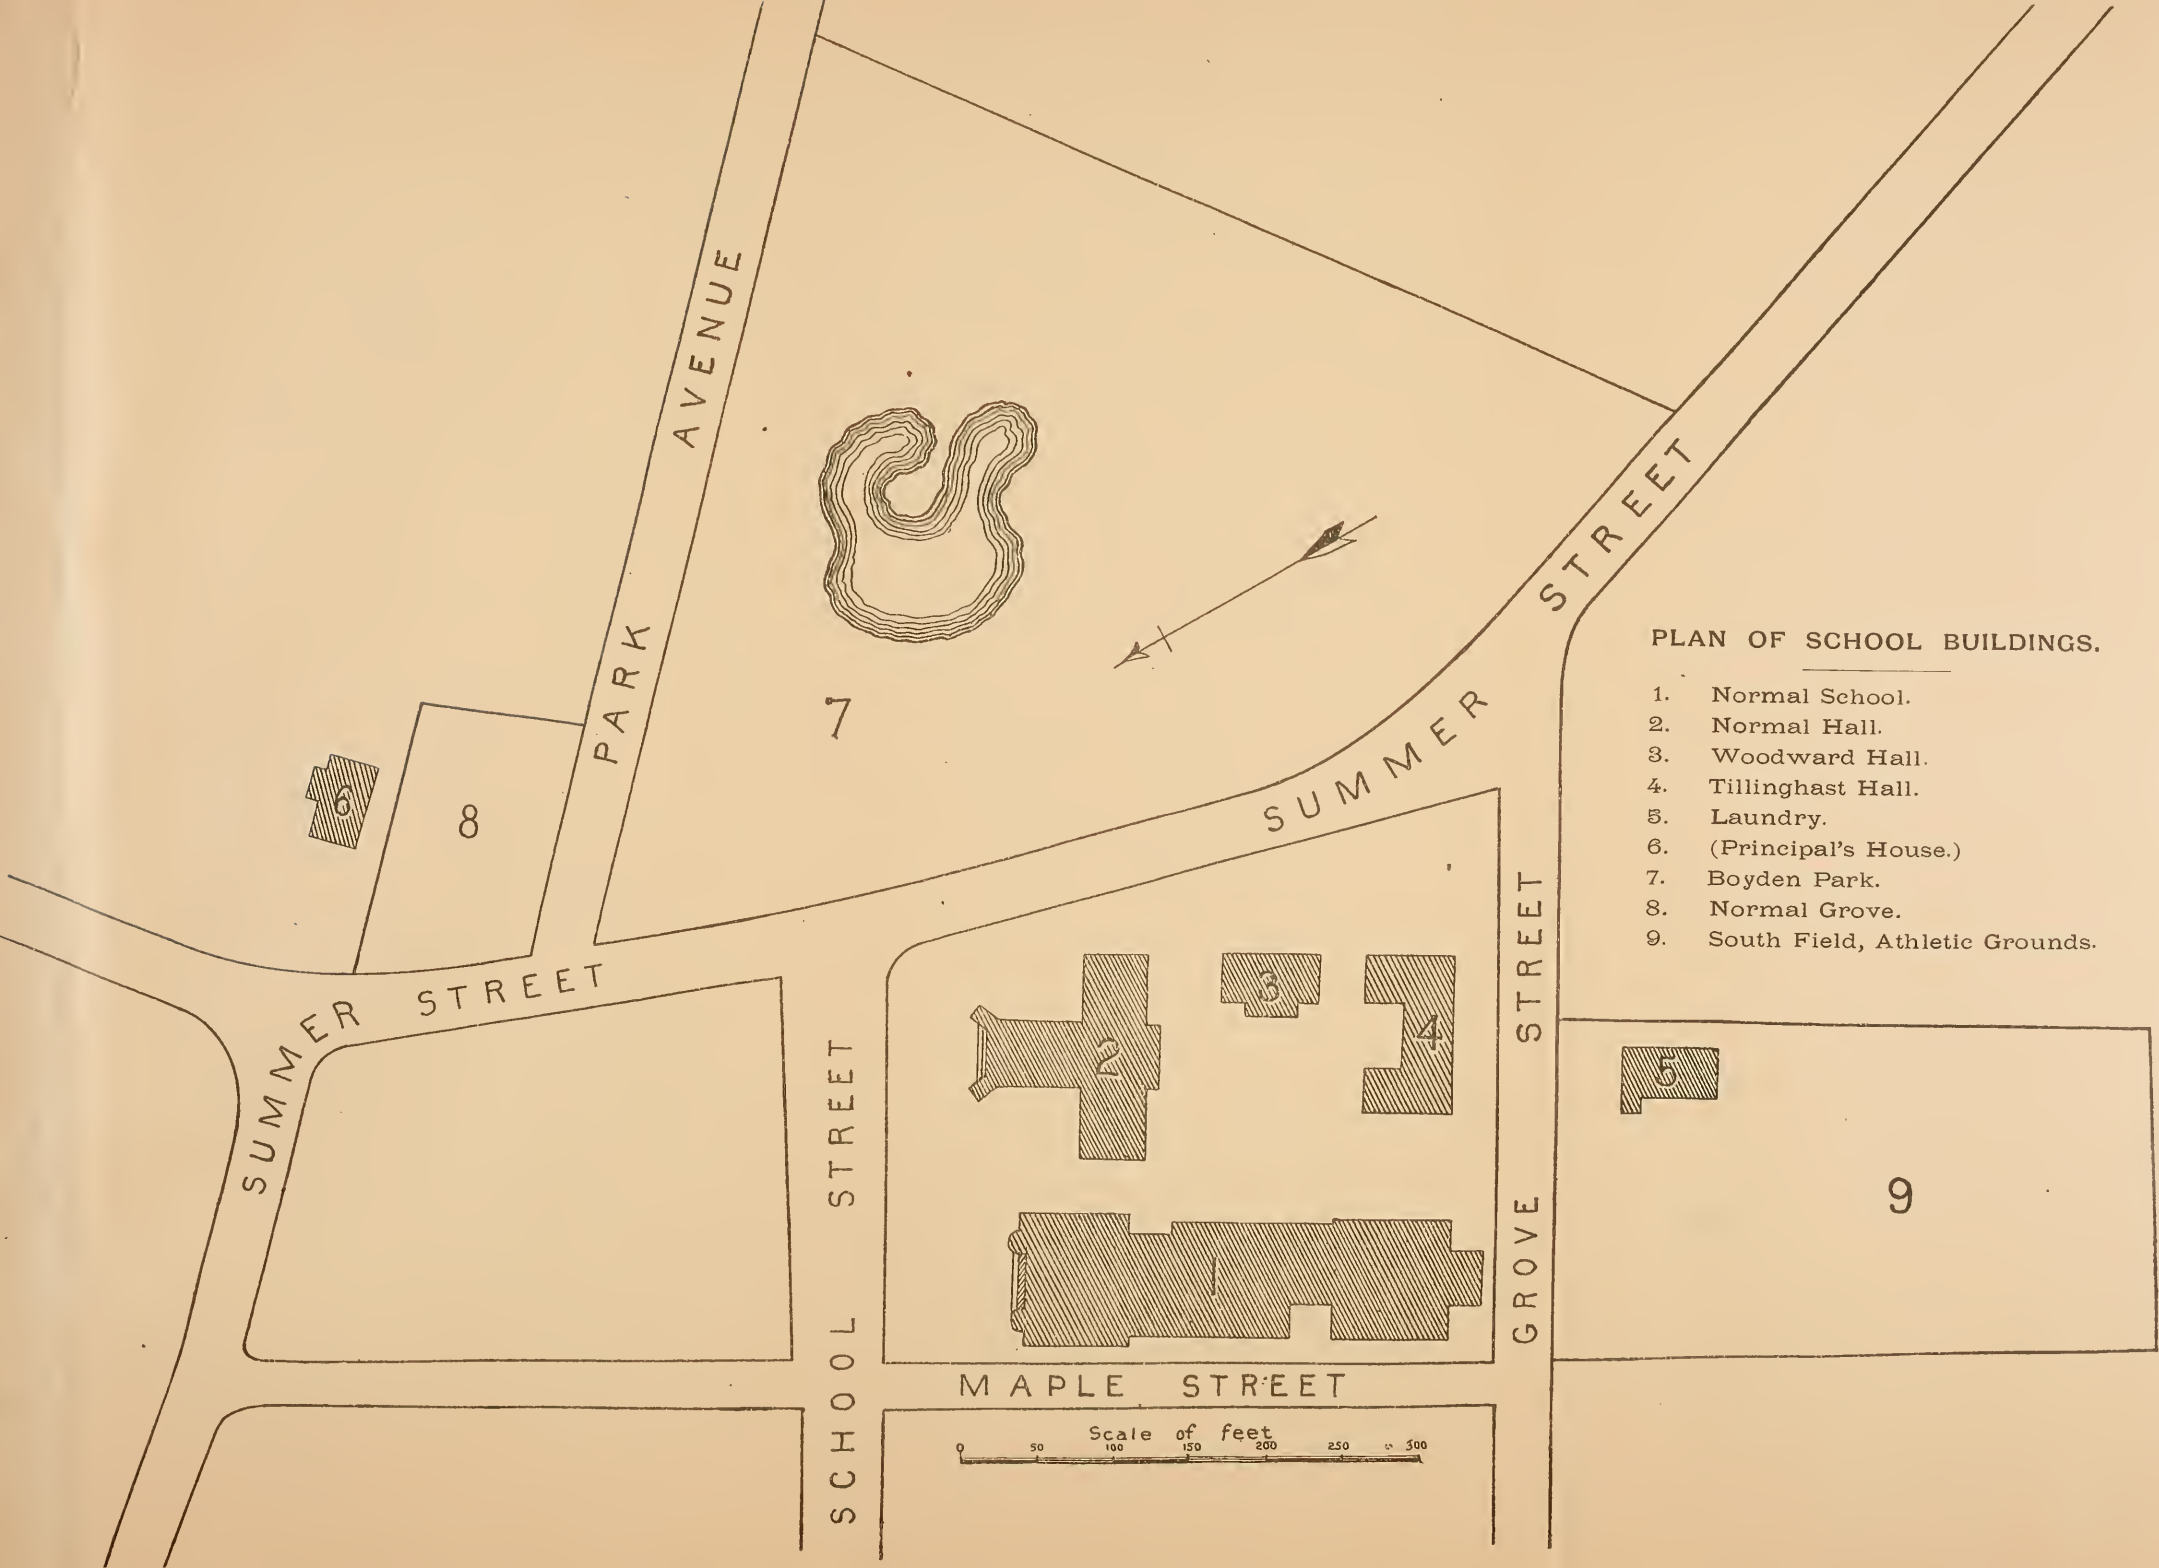 PARK AVENUE
7
8
6
SUMMER STREET
SUMMER STREET
PLAN OF SCHOOL BUILDINGS.
1. Normal School.
2. Normal Hall.
3. Woodward Hall.
4. Tillinghast Hall.
5. Laundry.
6. (Principal's House.)
7. Boyden Park.
8. Normal Grove.
9. South Field, Athletic Grounds.
SCHOOL STREET
GROVE STREET
2
3
4
5
9
1
MAPLE STREET
Scale of feet
0 50 100 150 200 250 300